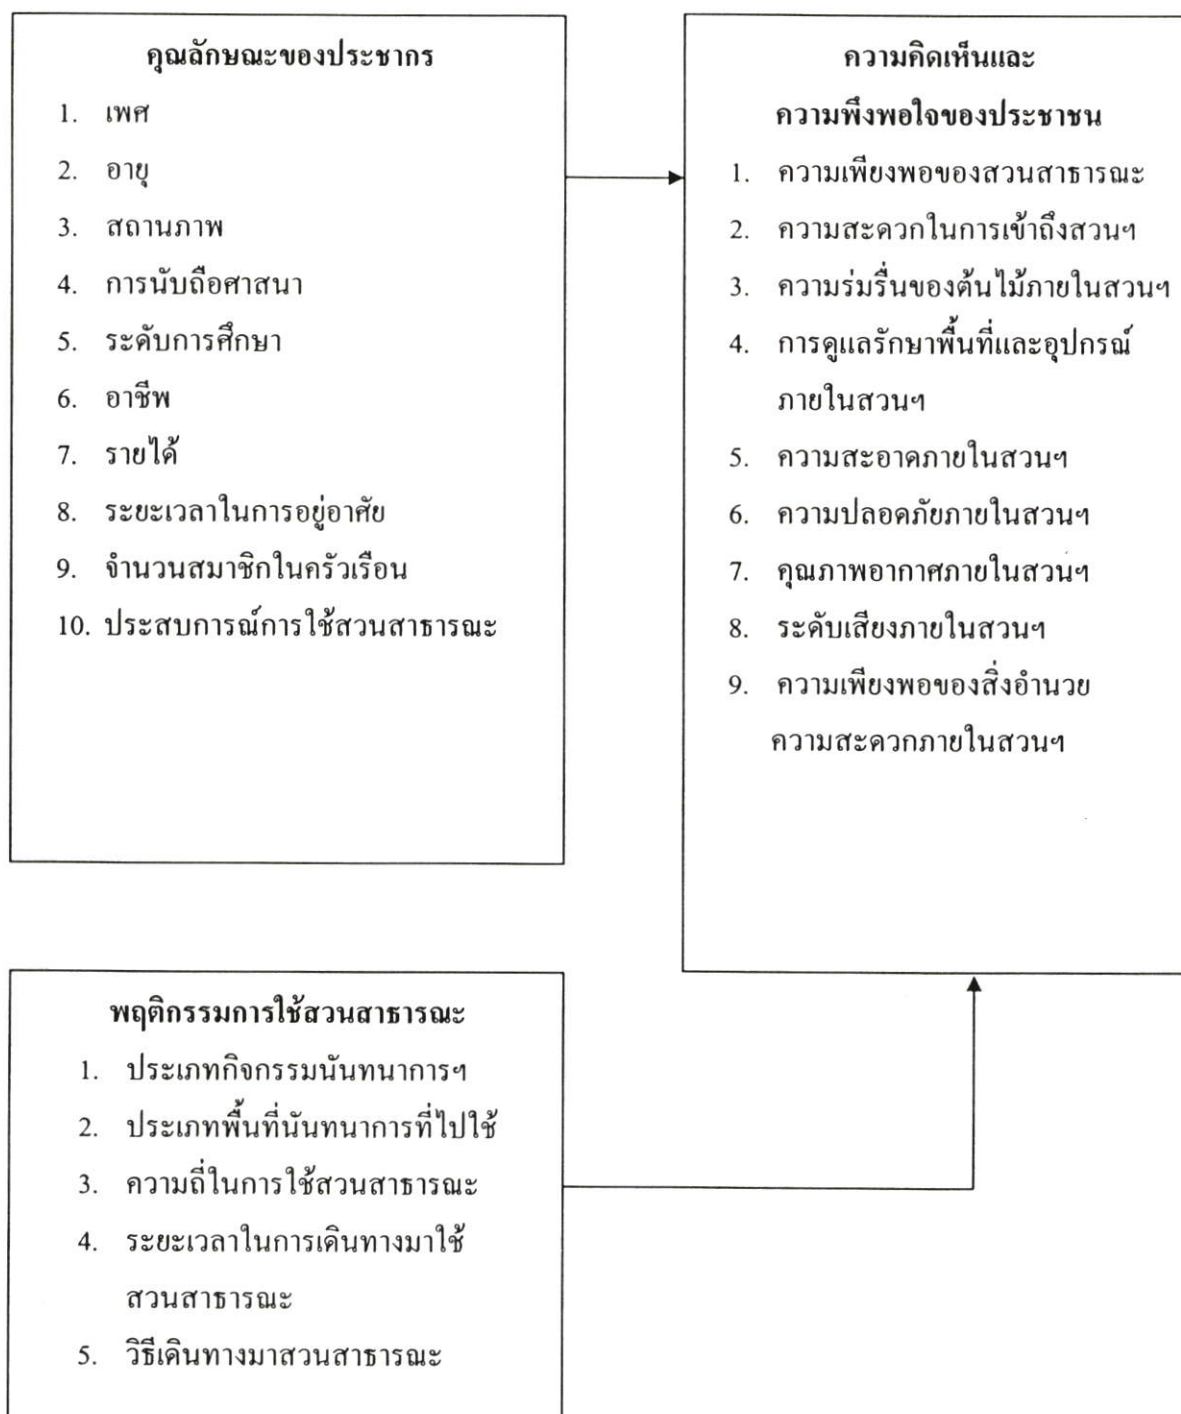 คุณลักษณะของประชากร
1. เพศ
2. อายุ
3. สถานภาพ
4. การนับถือศาสนา
5. ระดับการศึกษา
6. อาชีพ
7. รายได้
8. ระยะเวลาในการอยู่อาศัย
9. จำนวนสมาชิกในครัวเรือน
10. ประสบการณ์การใช้สวนสาธารณะ
ความคิดเห็นและ
ความพึงพอใจของประชาชน
1. ความเพียงพอของสวนสาธารณะ
2. ความสะดวกในการเข้าถึงสวนฯ
3. ความร่มรื่นของต้นไม้ภายในสวนฯ
4. การดูแลรักษาพื้นที่และอุปกรณ์
ภายในสวนฯ
5. ความสะอาดภายในสวนฯ
6. ความปลอดภัยภายในสวนฯ
7. คุณภาพอากาศภายในสวนฯ
8. ระดับเสียงภายในสวนฯ
9. ความเพียงพอของสิ่งอำนวย
ความสะดวกภายในสวนฯ
พฤติกรรมการใช้สวนสาธารณะ
1. ประเภทกิจกรรมนันทนาการฯ
2. ประเภทพื้นที่นันทนาการที่ไปใช้
3. ความถี่ในการใช้สวนสาธารณะ
4. ระยะเวลาในการเดินทางมาใช้
สวนสาธารณะ
5. วิธีเดินทางมาสวนสาธารณะ